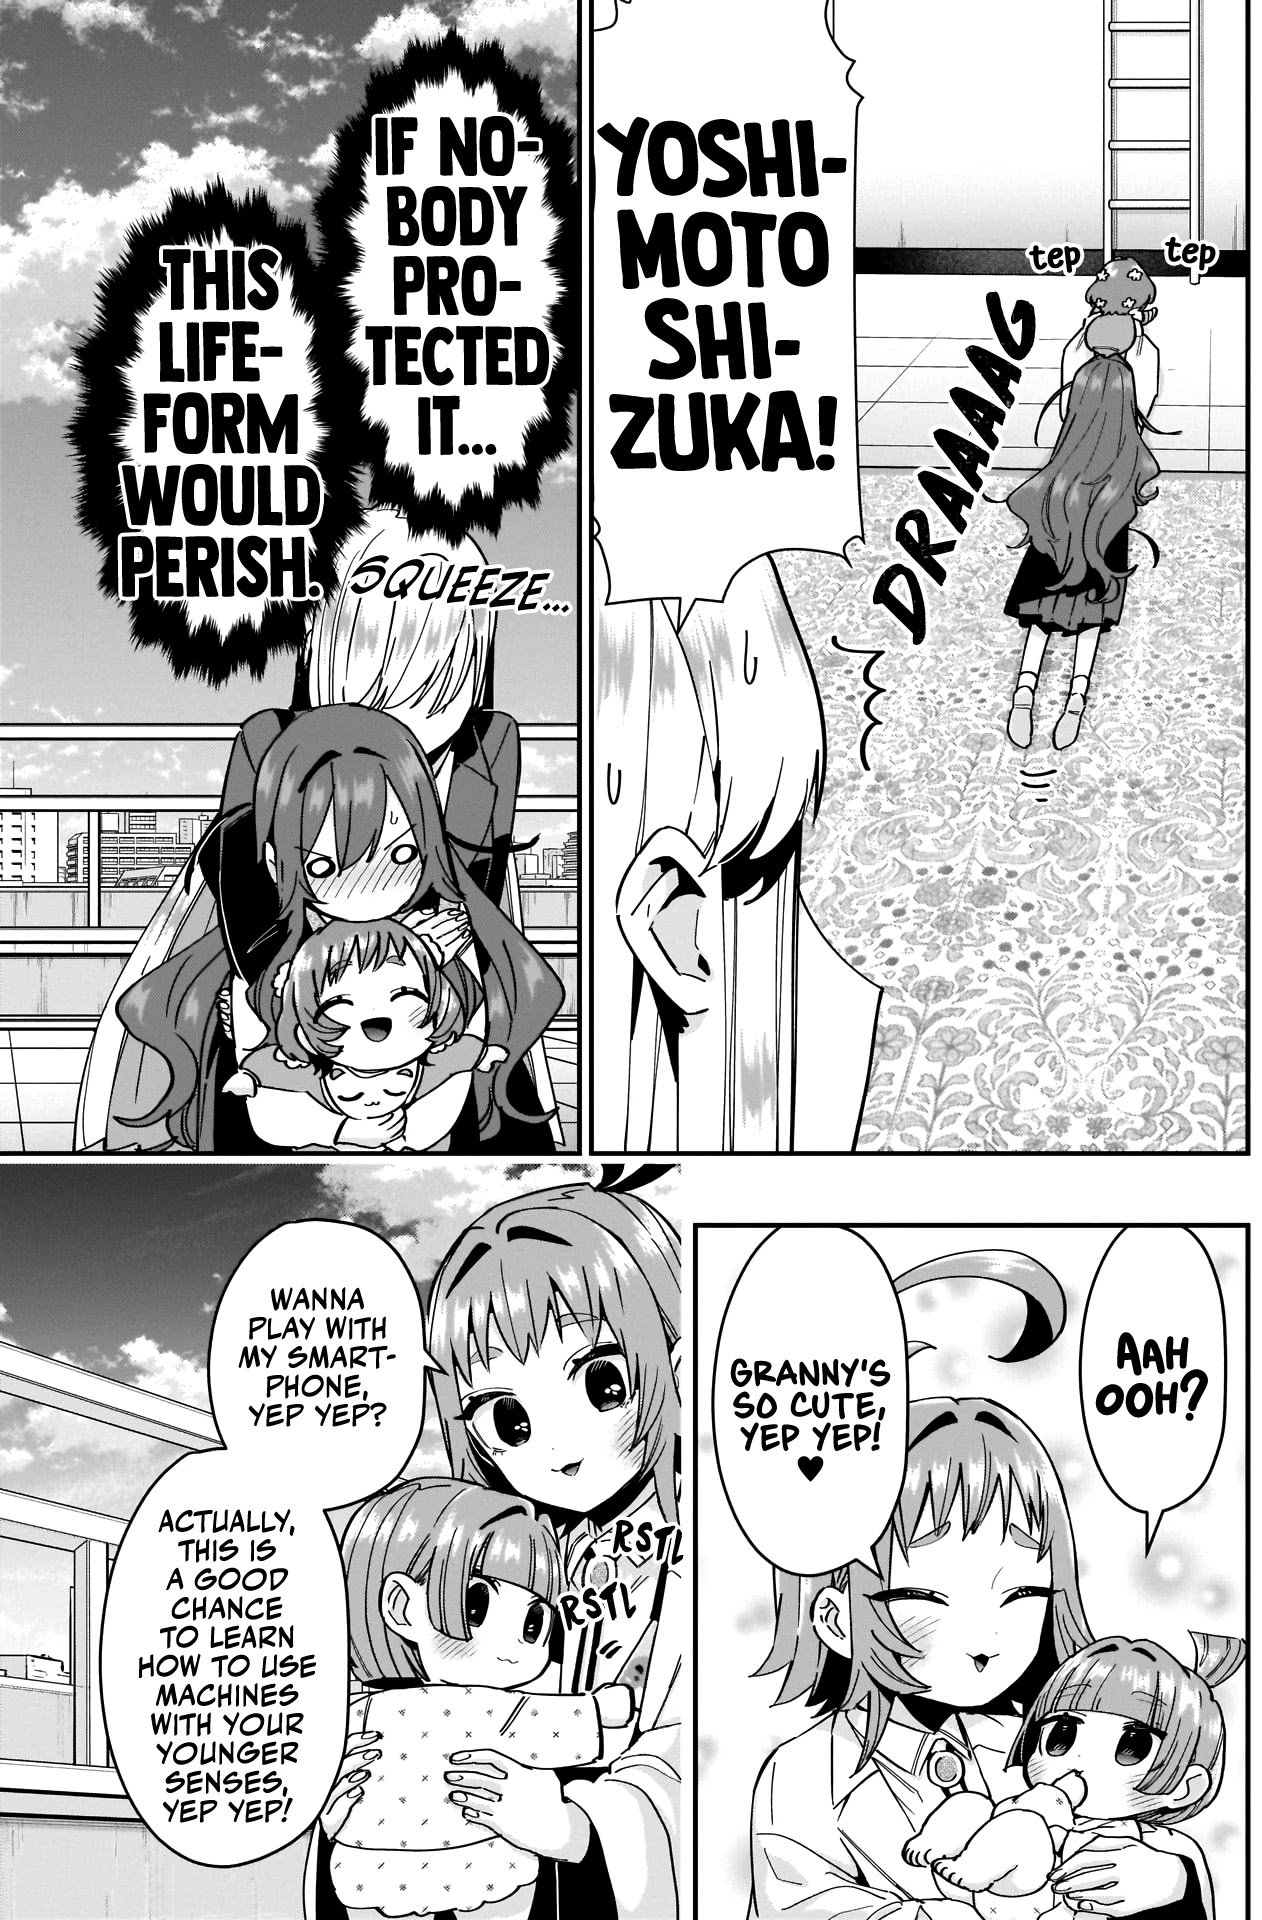 tep
tep
DRAAAAG
YOSHI-
MOTO
SHI-
ZUKA!
IF NO-
BODY
PRO-
TECTED
IT...
THIS
LIFE-
FORM
WOULD
PERISH.
SQUEEZE...
AAH
OOH?
GRANNY'S
SO CUTE,
YEP YEP!
♥
WANNA
PLAY WITH
MY SMART-
PHONE,
YEP YEP?
ACTUALLY,
THIS IS
A GOOD
CHANCE
TO LEARN
HOW TO USE
MACHINES
WITH YOUR
YOUNGER
SENSES,
YEP YEP!
RSTL
RSTL